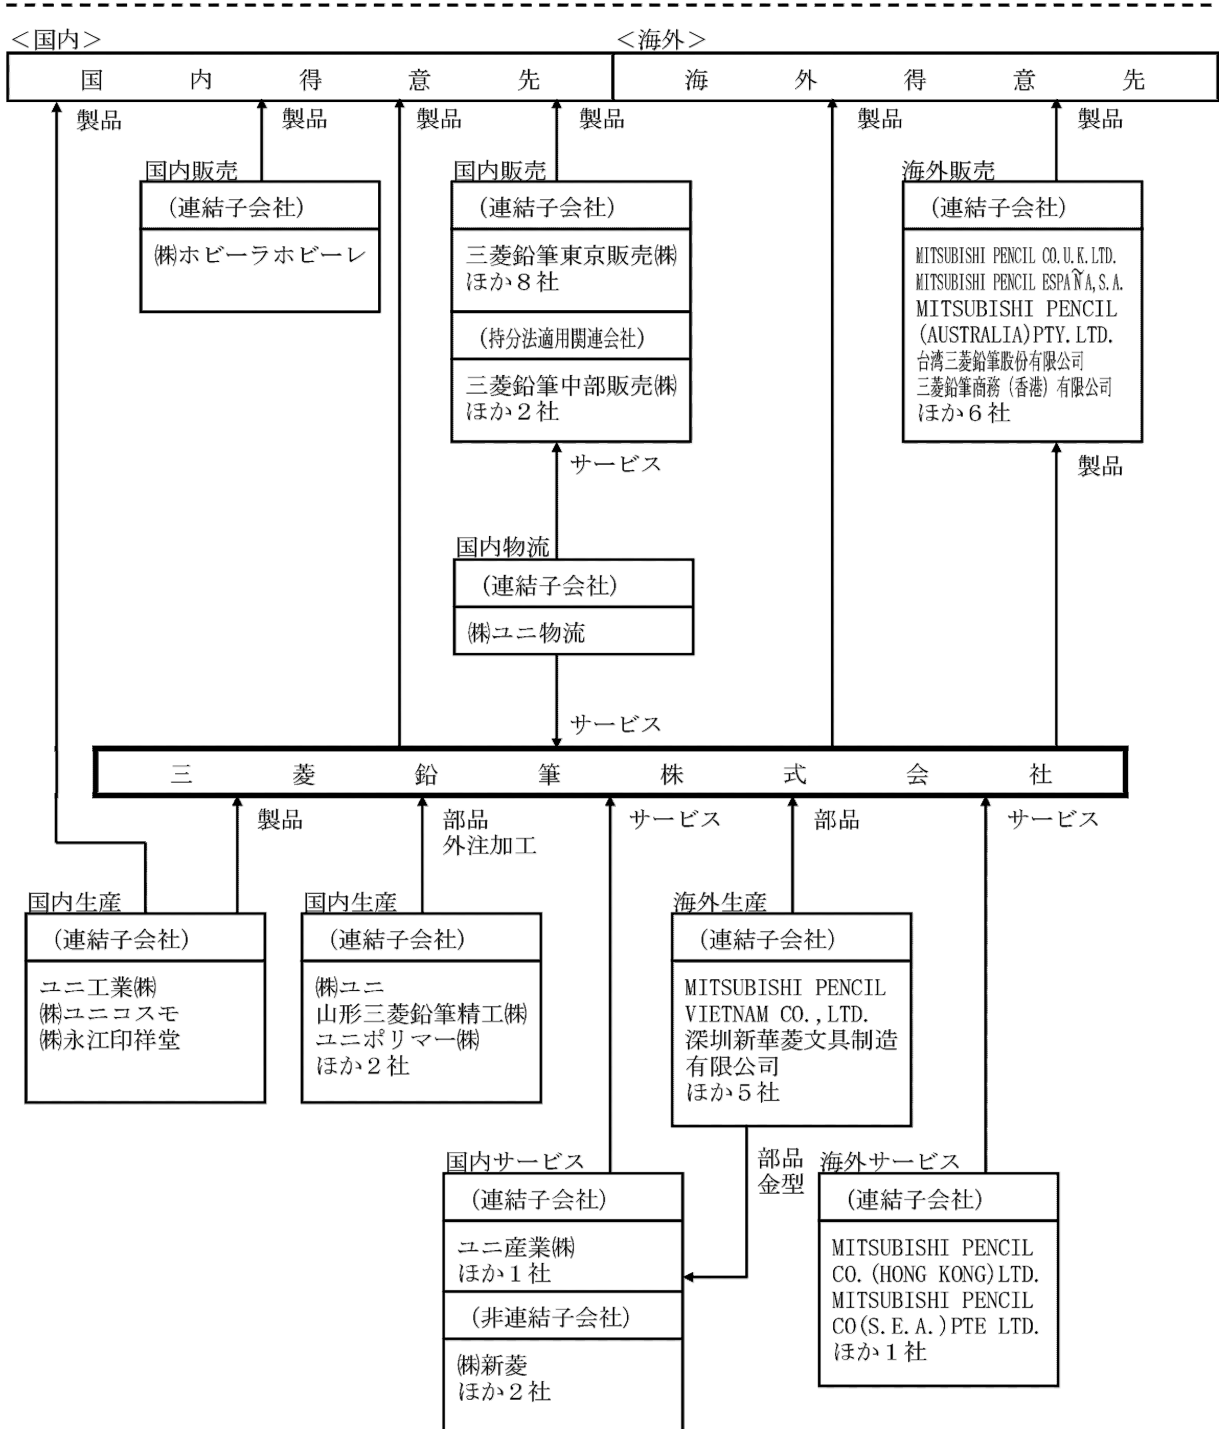 ＜国内＞
＜海外＞
国内得意先
海外得意先
製品
製品
製品
製品
製品
製品
国内販売
(連結子会社)
㈱ホビーラホビーレ
国内販売
(連結子会社)
三菱鉛筆東京販売㈱
ほか８社
(持分法適用関連会社)
三菱鉛筆中部販売㈱
ほか２社
海外販売
(連結子会社)
MITSUBISHI PENCIL CO.U.K.LTD.
MITSUBISHI PENCIL ESPAÑA,S.A.
MITSUBISHI PENCIL
(AUSTRALIA)PTY.LTD.
台湾三菱鉛筆股份有限公司
三菱鉛筆商務（香港）有限公司
ほか６社
サービス
製品
国内物流
(連結子会社)
㈱ユニ物流
サービス
三菱鉛筆株式会社
製品
部品
外注加工
サービス
部品
サービス
国内生産
(連結子会社)
ユニ工業㈱
㈱ユニコスモ
㈱永江印祥堂
国内生産
(連結子会社)
㈱ユニ
山形三菱鉛筆精工㈱
ユニポリマー㈱
ほか２社
海外生産
(連結子会社)
MITSUBISHI PENCIL
VIETNAM CO.,LTD.
深圳新華菱文具制造
有限公司
ほか５社
部品
金型
国内サービス
(連結子会社)
ユニ産業㈱
ほか１社
(非連結子会社)
㈱新菱
ほか２社
海外サービス
(連結子会社)
MITSUBISHI PENCIL
CO.(HONG KONG)LTD.
MITSUBISHI PENCIL
CO(S.E.A.)PTE LTD.
ほか１社